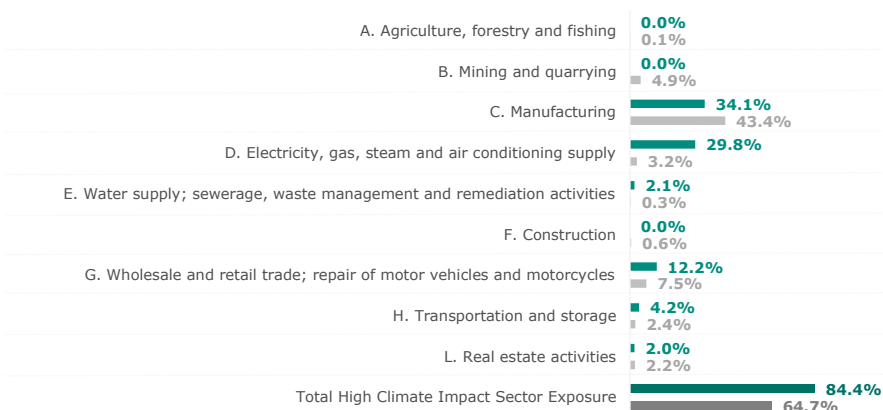 A. Agriculture, forestry and fishing
0.0%
0.1%
B. Mining and quarrying
0.0%
4.9%
C. Manufacturing
34.1%
43.4%
D. Electricity, gas, steam and air conditioning supply
29.8%
3.2%
E. Water supply; sewerage, waste management and remediation activities
2.1%
0.3%
F. Construction
0.0%
0.6%
G. Wholesale and retail trade; repair of motor vehicles and motorcycles
12.2%
7.5%
H. Transportation and storage
4.2%
2.4%
L. Real estate activities
2.0%
2.2%
Total High Climate Impact Sector Exposure
84.4%
64.7%